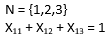 N = {1,2,3}
X₁₁ + X₁₂ + X₁₃ = 1